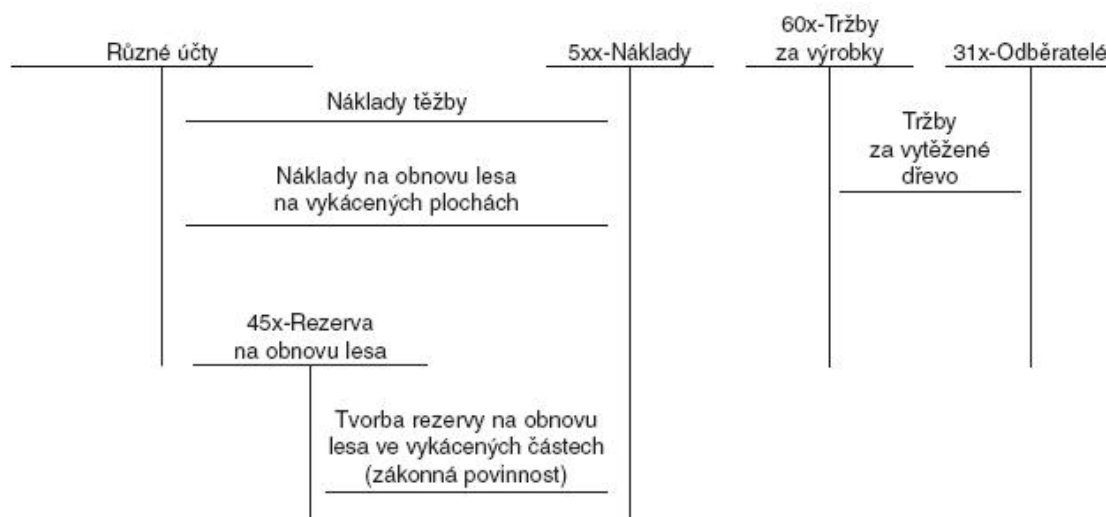 Různé účty
5xx-Náklady
60x-Tržby
za výrobky
31x-Odběratelé
Náklady těžby
Tržby
za vytěžené
dřevo
Náklady na obnovu lesa
na vykácených plochách
45x-Rezerva
na obnovu lesa
Tvorba rezervy na obnovu
lesa ve vykácených částech
(zákonná povinnost)